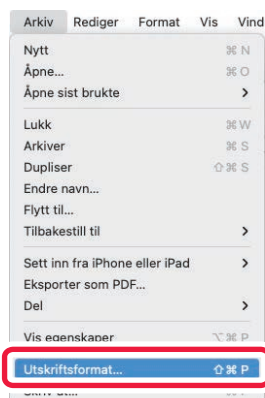 Arkiv Rediger Format Vis Vind
Nytt ⌘ N
Åpne... ⌘ O
Åpne sist brukte >
Lukk ⌘ W
Arkiver ⌘ S
Dupliser ⇧ ⌘ S
Endre navn...
Flytt til...
Tilbakestill til >
Sett inn fra iPhone eller iPad >
Eksporter som PDF...
Del >
Vis egenskaper ⌥ ⌘ P
Utskriftsformat... ⇧ ⌘ P